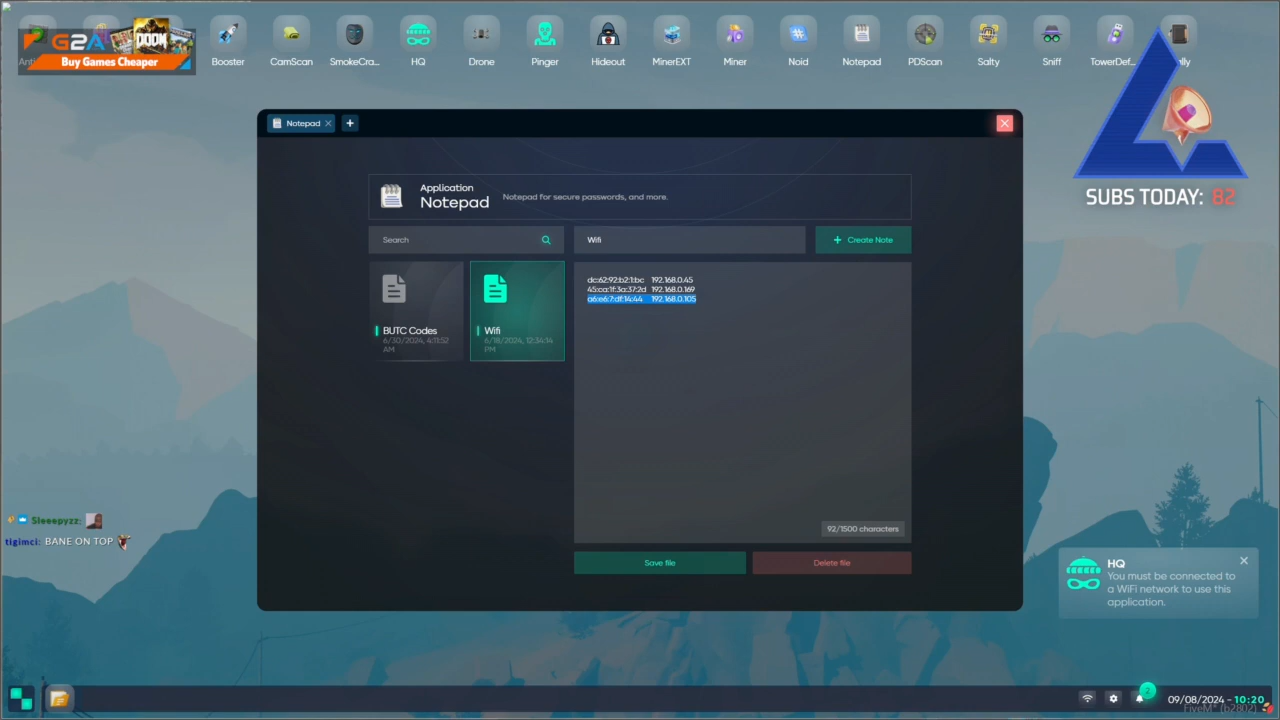 G2A
DOOM
Buy Games Cheaper
Booster
CamScan
SmokeCra...
HQ
Drone
Pinger
Hideout
MinerEXT
Miner
Noid
Notepad
PDScan
Salty
Sniff
TowerDef...
SUBS TODAY: 82
Notepad
Application
Notepad
Notepad for secure passwords, and more.
Search
Wifi
Create Note
BUTC Codes
6/30/2024, 4:11:52
AM
Wifi
6/18/2024, 12:34:14
PM
dc:62:92:b2:1:bc 192.168.0.45
45:ca:1f:3a:37:2d 192.168.0.169
a6:e6:7:df:14:44 192.168.0.105
92/1500 characters
Save file
Delete file
Sleeepyzz:
tigimci: BANE ON TOP
HQ
You must be connected to
a WiFi network to use this
application.
2
09/08/2024 - 10:20
FiveM® (b2802)